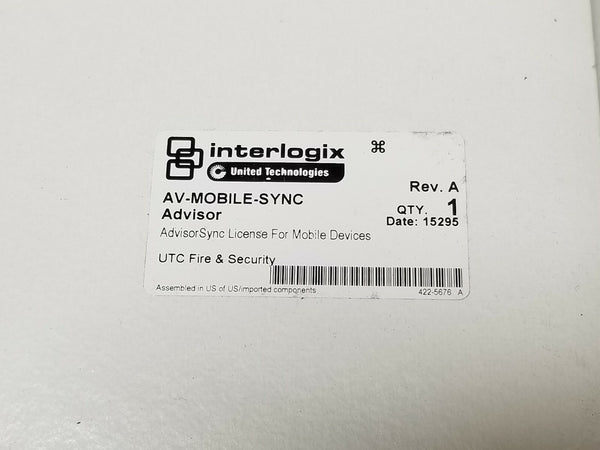 interlogix ⌘
United Technologies
Rev. A
AV-MOBILE-SYNC
QTY. 1
Advisor
Date: 15295
AdvisorSync License For Mobile Devices
UTC Fire & Security
Assembled in US of US/imported components
422-5676 A